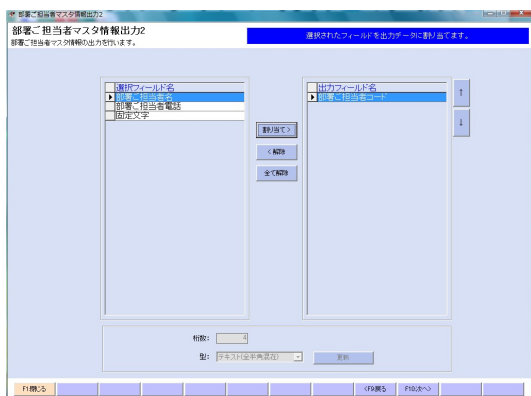 部署ご担当者マスタ情報出力2
部署ご担当者マスタ情報出力2
部署ご担当者マスタ情報の出力を行います。
選択されたフィールドを出力データに割り当てます。
選択フィールド名
部署ご担当者名
部署ご担当者電話
固定文字
出力フィールド名
部署ご担当者コード
↑
↓
割り当て>
<解除
全て解除
桁数: 4
型: テキスト(全半角混在)
更新
F1閉じる
<F9戻る
F10次へ>